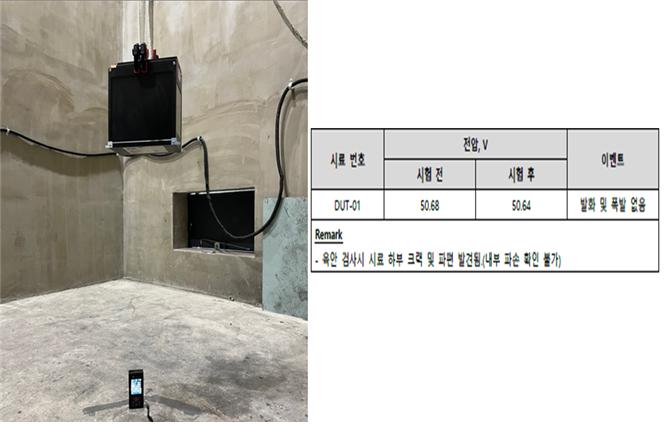 시료 번호 전압, V 이벤트
시험 전 시험 후
DUT-01 50.68 50.64 발화 및 폭발 없음
Remark
- 육안 검사시 시료 하부 크랙 및 파편 발견됨.(내부 파손 확인 불가)